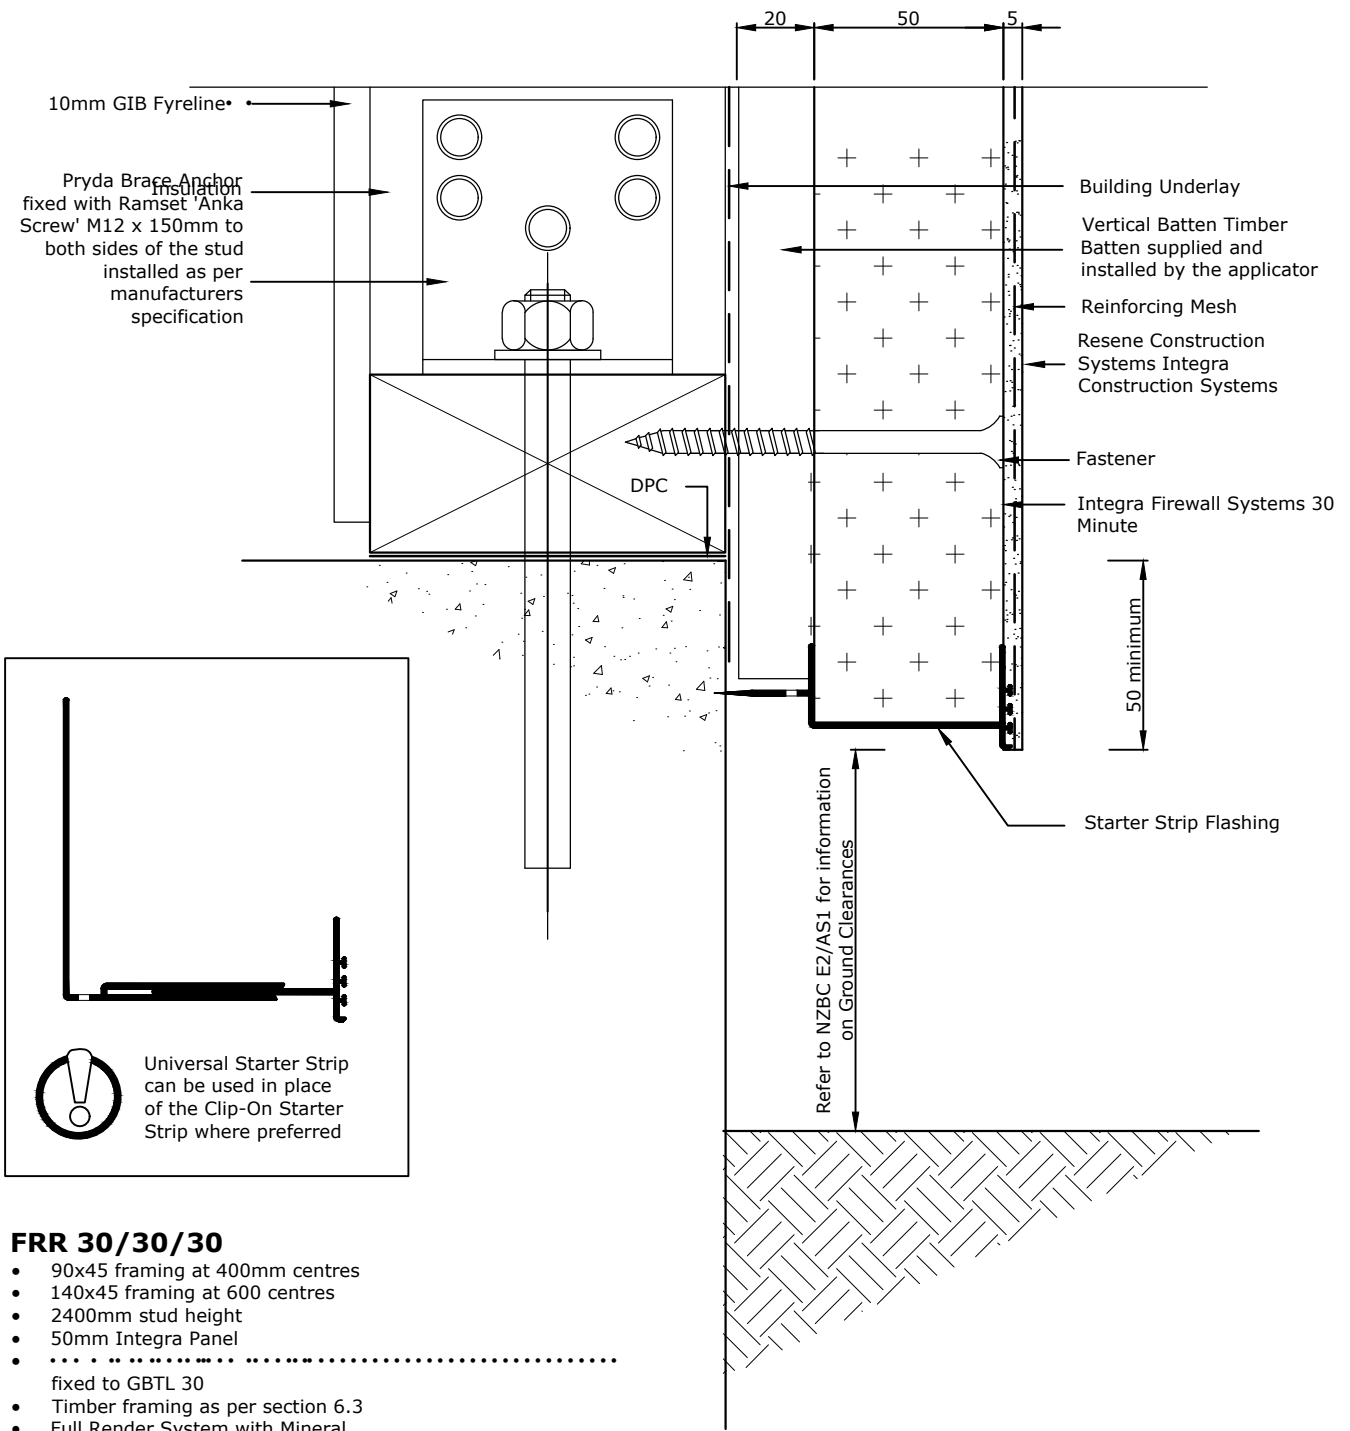 20
50
5
10mm GIB Fyreline
Pryda Brace Anchor
Insulation
fixed with Ramset 'Anka
Screw' M12 x 150mm to
both sides of the stud
installed as per
manufacturers
specification
Building Underlay
Vertical Batten Timber
Batten supplied and
installed by the applicator
Reinforcing Mesh
Resene Construction
Systems Integra
Construction Systems
Fastener
DPC
Integra Firewall Systems 30
Minute
50 minimum
Starter Strip Flashing
Refer to NZBC E2/AS1 for information
on Ground Clearances
Universal Starter Strip
can be used in place
of the Clip-On Starter
Strip where preferred
FRR 30/30/30
• 90x45 framing at 400mm centres
• 140x45 framing at 600 centres
• 2400mm stud height
• 50mm Integra Panel
fixed to GBTL 30
• Timber framing as per section 6.3
• Full Render System with Mineral